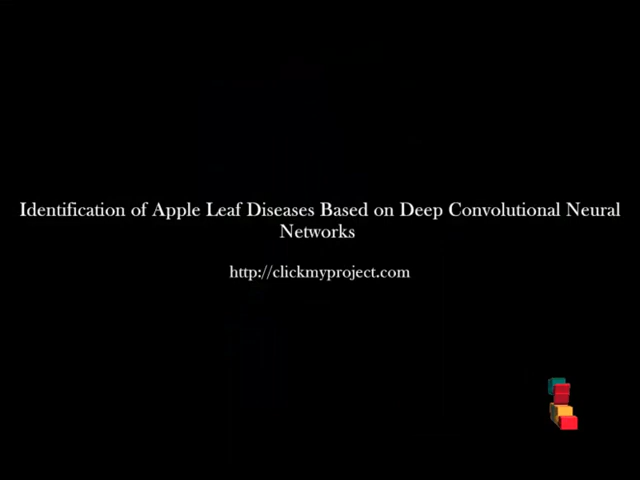 Identification of Apple Leaf Diseases Based on Deep Convolutional Neural
Networks
http://clickmyproject.com